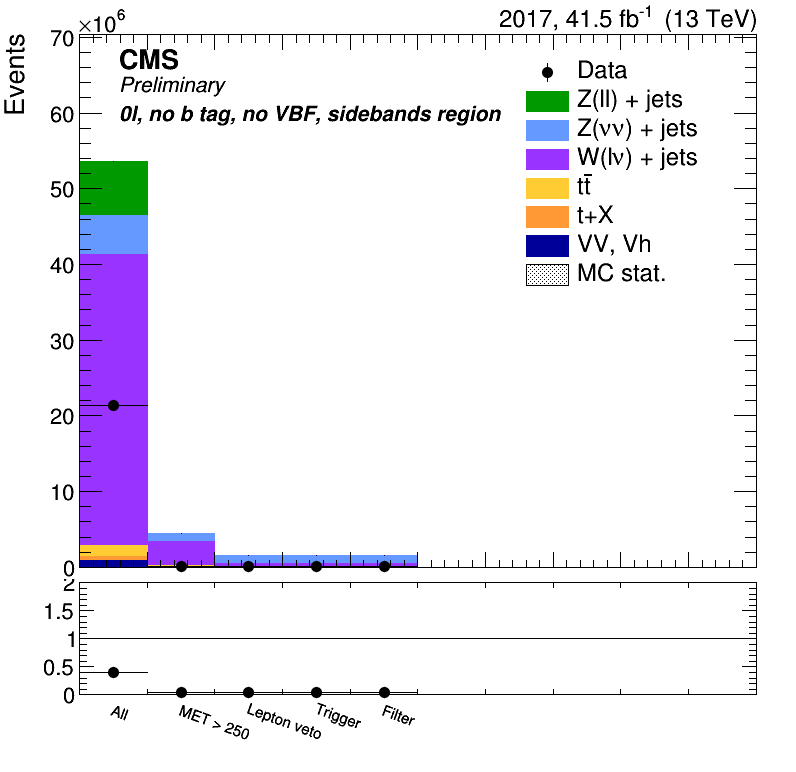 ×10⁶
2017, 41.5 fb⁻¹ (13 TeV)
Events
CMS
Preliminary
0l, no b tag, no VBF, sidebands region
Data
Z(ll) + jets
Z(νν) + jets
W(lν) + jets
tt̄
t+X
VV, Vh
MC stat.
70
60
50
40
30
20
10
0
2
1.5
1
0.5
0
All
MET > 250
Lepton veto
Trigger
Filter